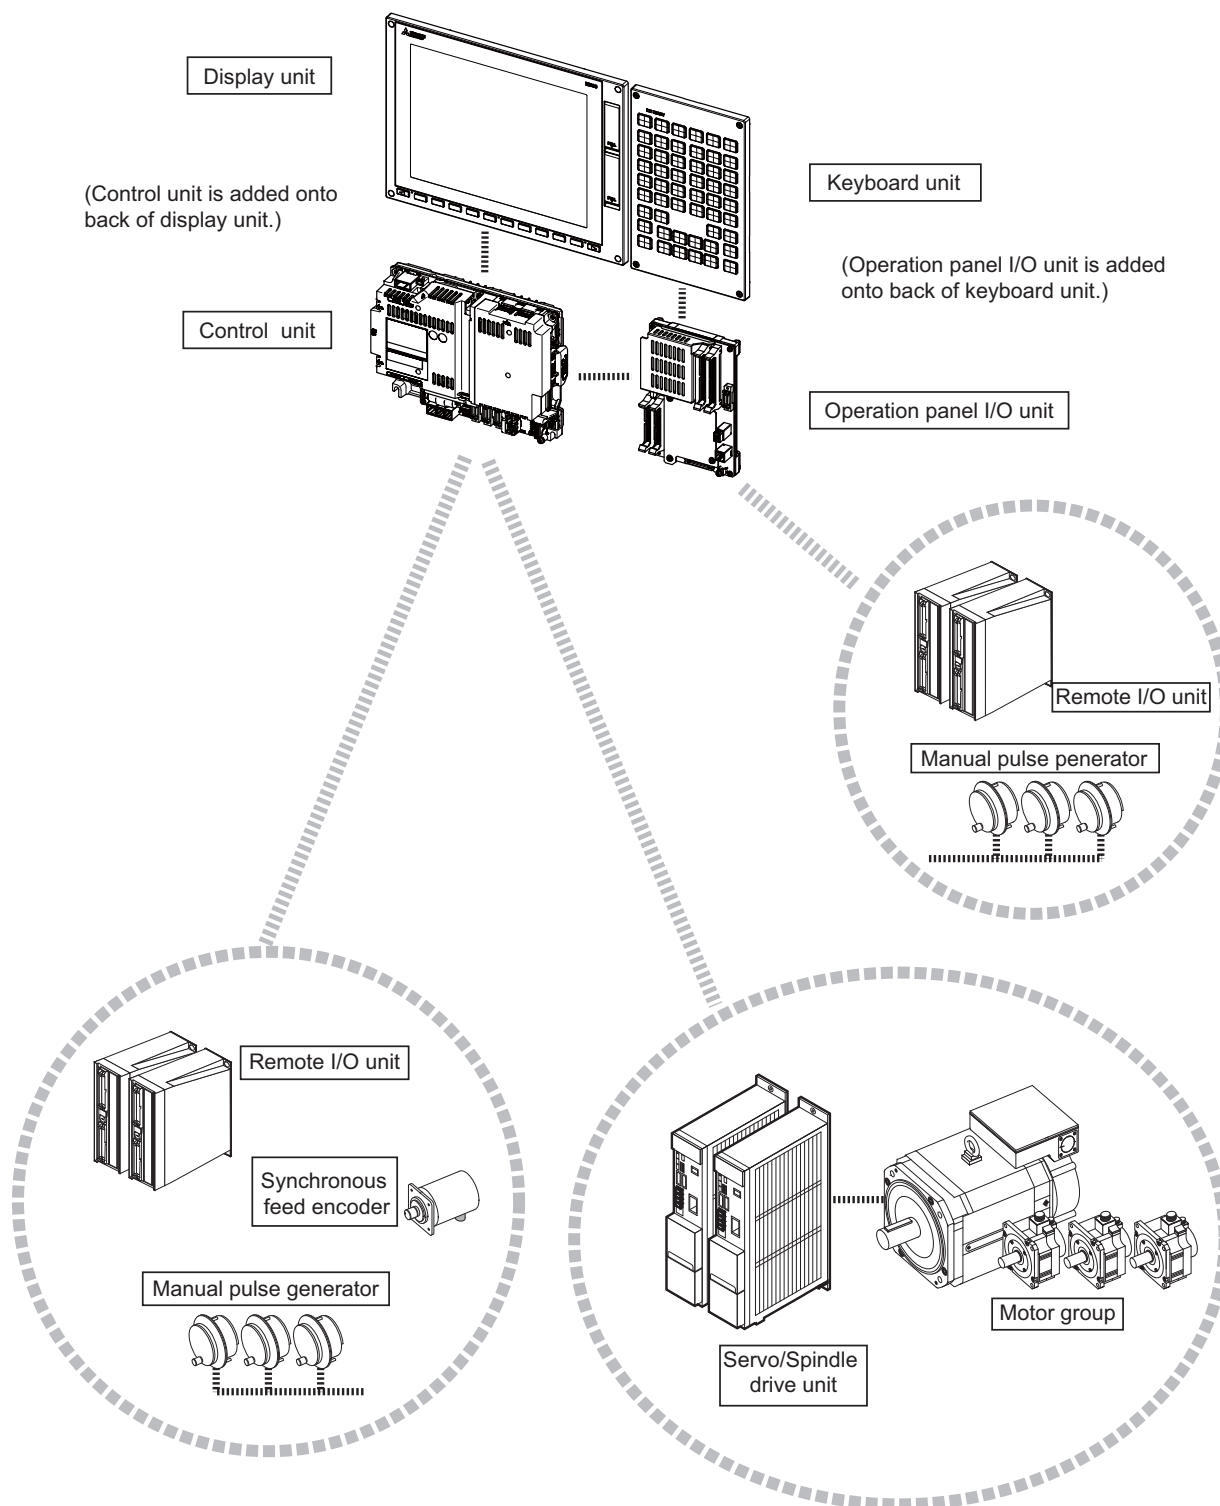 Display unit
(Control unit is added onto
back of display unit.)
Keyboard unit
(Operation panel I/O unit is added
onto back of keyboard unit.)
Control unit
Operation panel I/O unit
Remote I/O unit
Manual pulse penerator
Remote I/O unit
Synchronous
feed encoder
Manual pulse generator
Motor group
Servo/Spindle
drive unit